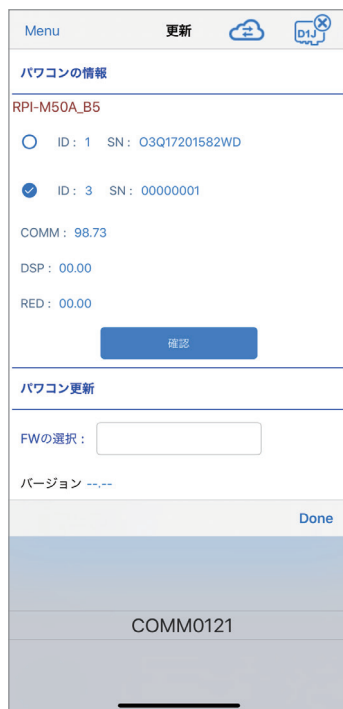 Menu 更新 D1J
パワコンの情報
RPI-M50A_B5
ID : 1 SN : O3Q17201582WD
ID : 3 SN : 00000001
COMM : 98.73
DSP : 00.00
RED : 00.00
確認
パワコン更新
FWの選択 :
バージョン --.--
Done
COMM0121